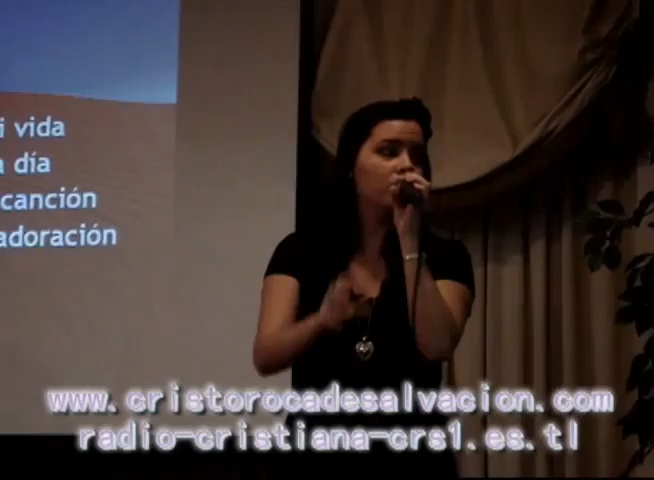 i vida
a día
canción
adoración
www.cristorocadesalvacion.com
radio-cristiana-crs1.es.tl